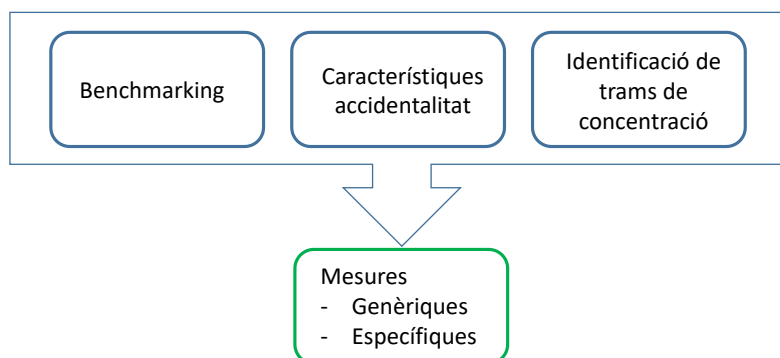 Benchmarking
Característiques
accidentalitat
Identificació de
trams de
concentració
Mesures
- Genèriques
- Específiques